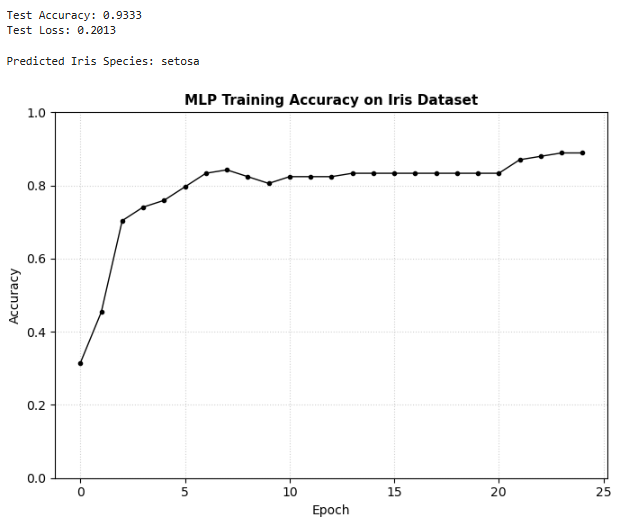 Test Accuracy: 0.9333
Test Loss: 0.2013
Predicted Iris Species: setosa
MLP Training Accuracy on Iris Dataset
1.0
0.8
0.6
0.4
0.2
0.0
Accuracy
0 5 10 15 20 25
Epoch